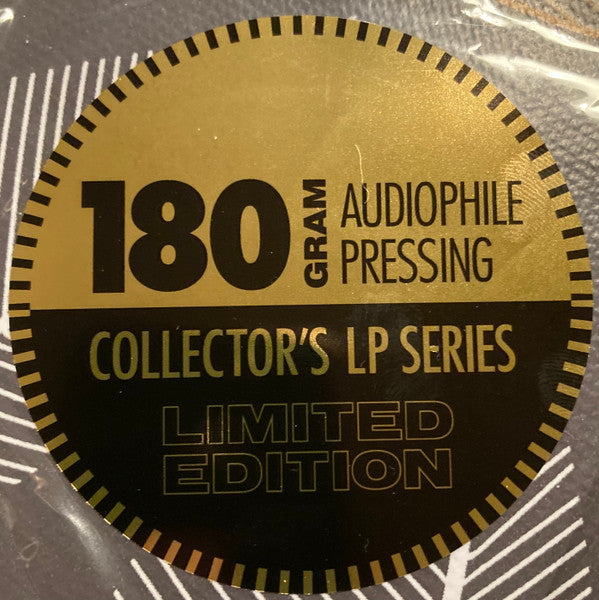 180 GRAM AUDIOPHILE
PRESSING
COLLECTOR'S LP SERIES
LIMITED
EDITION